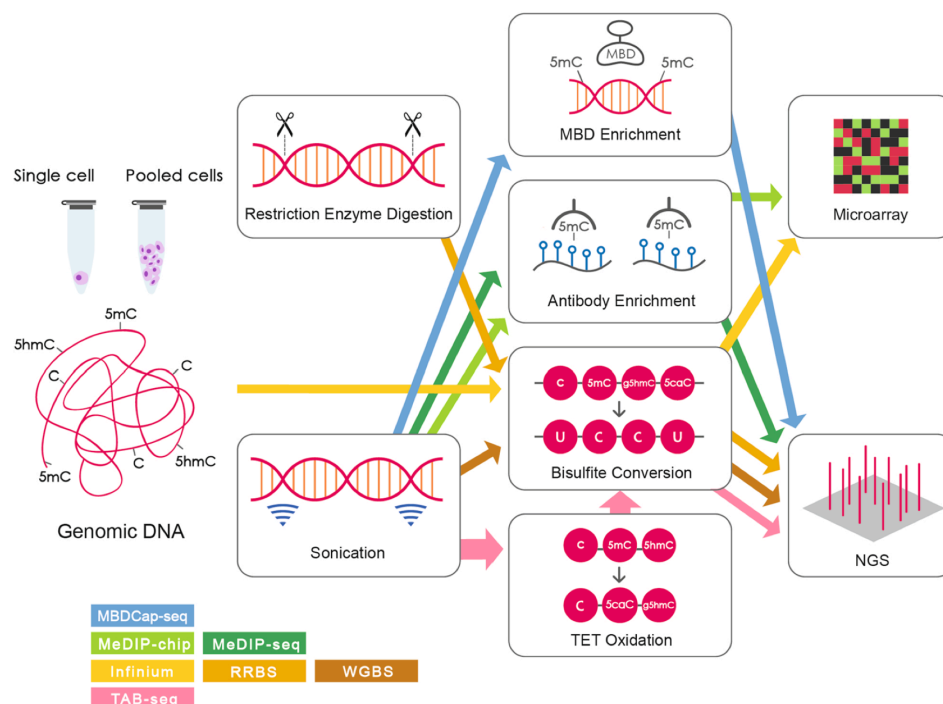 Single cell
Pooled cells
5mC
5hmC
C
C
5mC
C
5hmC
Genomic DNA
Restriction Enzyme Digestion
Sonication
MBD
5mC
5mC
MBD Enrichment
5mC
5mC
Antibody Enrichment
C 5mC g5hmC 5caC
U C C U
Bisulfite Conversion
C 5mC 5hmC
C 5caC g5hmC
TET Oxidation
Microarray
NGS
MBDCap-seq
MeDIP-chip MeDIP-seq
Infinium RRBS WGBS
TAB-seq